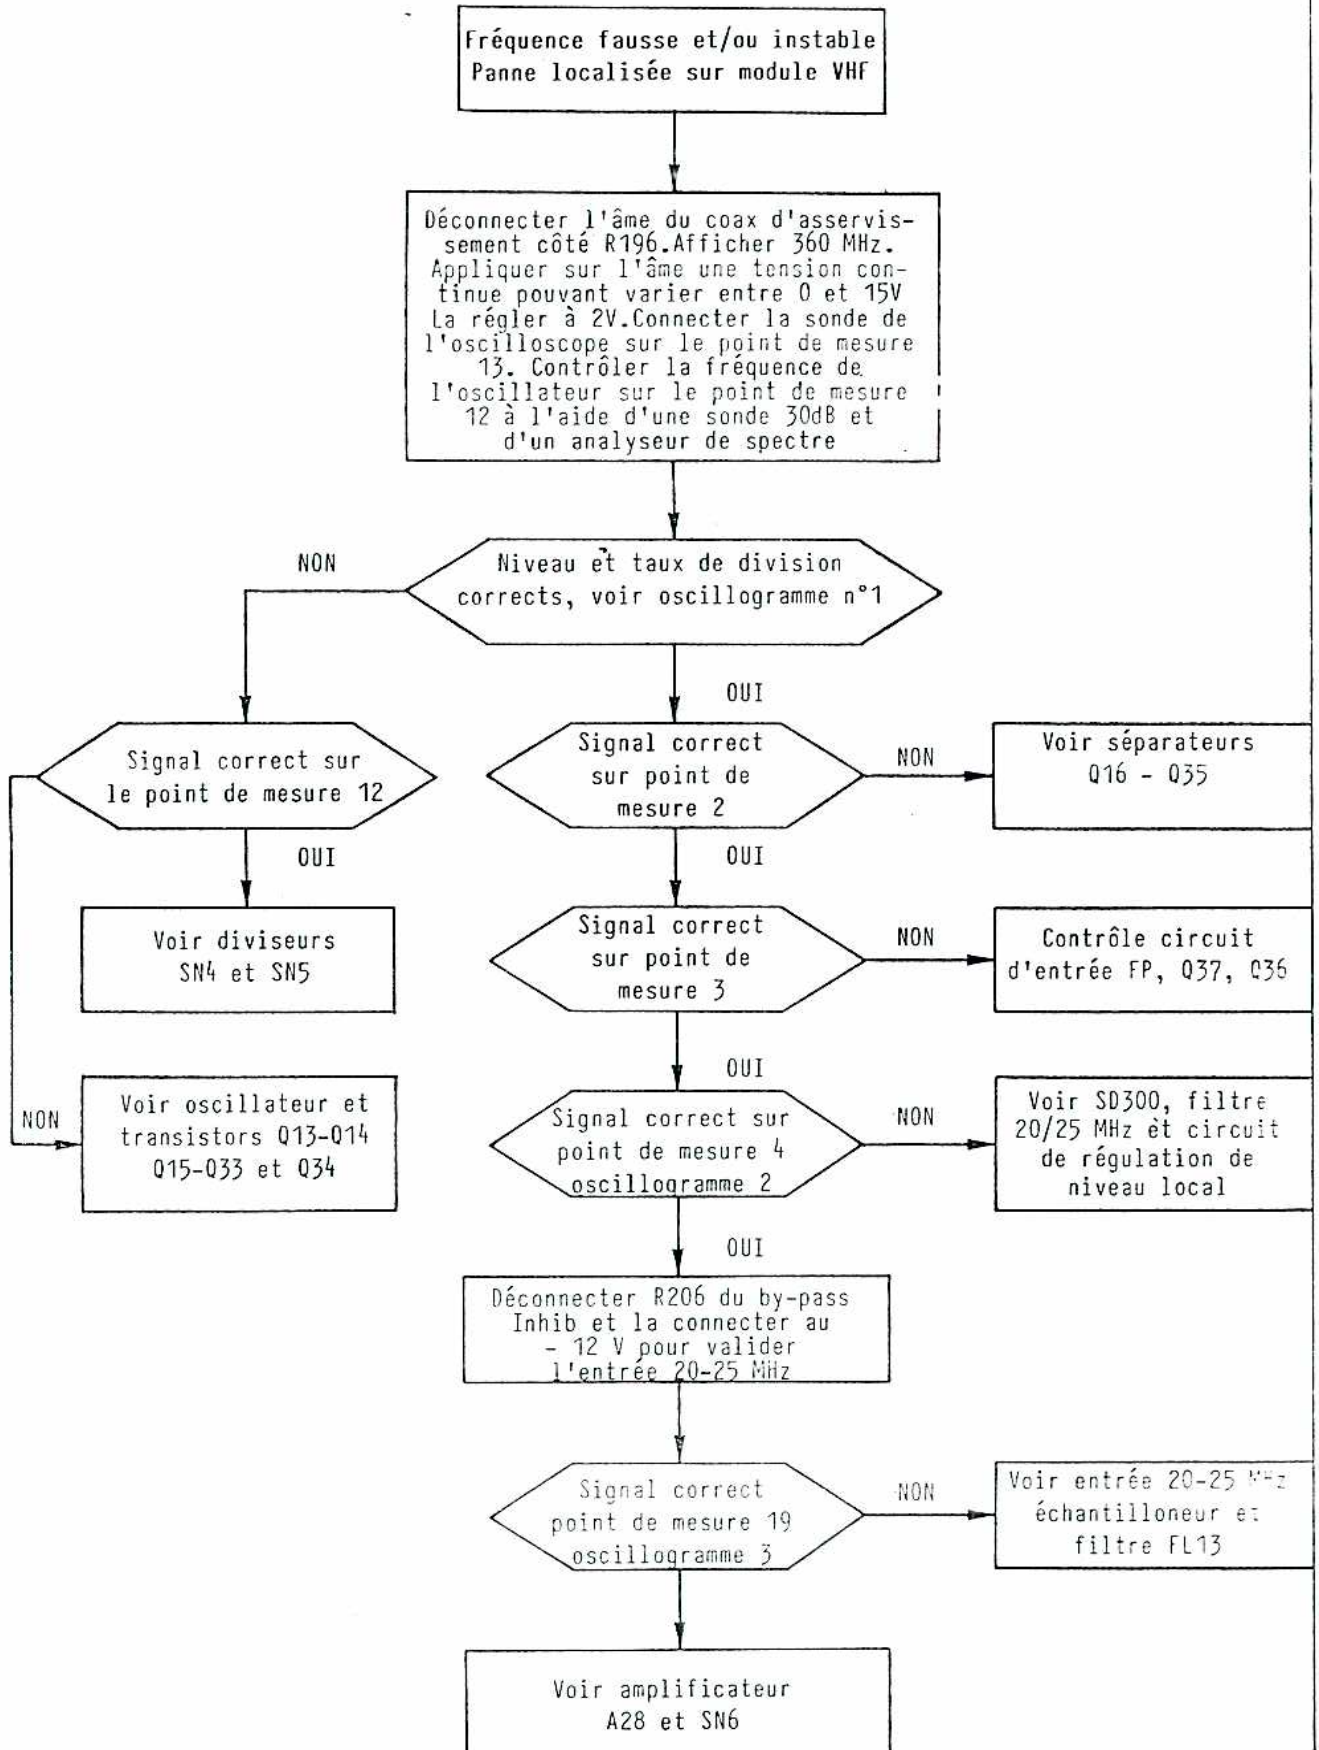 Fréquence fausse et/ou instable
Panne localisée sur module VHF
Déconnecter l'âme du coax d'asservis-
sement côté R196.Afficher 360 MHz.
Appliquer sur l'âme une tension con-
tinue pouvant varier entre 0 et 15V
La régler à 2V.Connecter la sonde de
l'oscilloscope sur le point de mesure
13. Contrôler la fréquence de
l'oscillateur sur le point de mesure
12 à l'aide d'une sonde 30dB et
d'un analyseur de spectre
NON
Niveau et taux de division
corrects, voir oscillogramme n°1
OUI
Signal correct sur
le point de mesure 12
Signal correct
sur point de
mesure 2
NON
Voir séparateurs
Q16 - Q35
OUI
OUI
Voir diviseurs
SN4 et SN5
Signal correct
sur point de
mesure 3
NON
Contrôle circuit
d'entrée FP, Q37, Q36
OUI
NON
Voir oscillateur et
transistors Q13-Q14
Q15-Q33 et Q34
Signal correct sur
point de mesure 4
oscillogramme 2
NON
Voir SD300, filtre
20/25 MHz et circuit
de régulation de
niveau local
OUI
Déconnecter R206 du by-pass
Inhib et la connecter au
- 12 V pour valider
l'entrée 20-25 MHz
Signal correct
point de mesure 19
oscillogramme 3
NON
Voir entrée 20-25 MHz
échantilloneur et
filtre FL13
Voir amplificateur
A28 et SN6